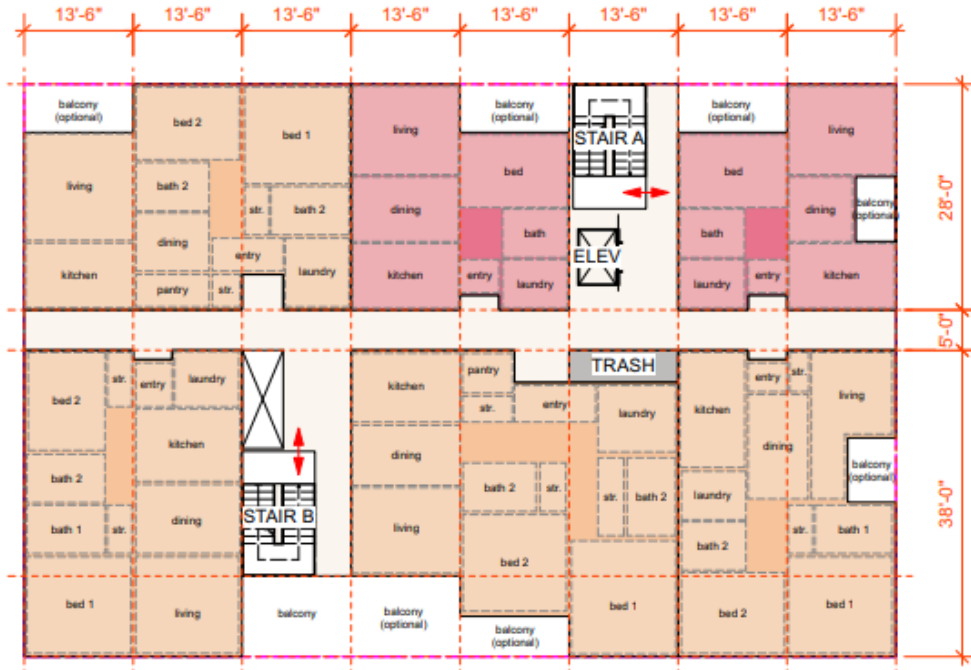 13'-6" 13'-6" 13'-6" 13'-6" 13'-6" 13'-6" 13'-6" 13'-6"
balcony
(optional)
bed 2
bed 1
living
balcony
(optional)
STAIR A
balcony
(optional)
living
living
bath 2
str.
bath 2
dining
bed
bed
dining
balcony
(optional)
28'-0"
dining
entry
bath
ELEV
bath
kitchen
pantry
str.
laundry
kitchen
entry
laundry
laundry
entry
kitchen
5'-0"
bed 2
str.
entry
laundry
kitchen
pantry
TRASH
kitchen
entry
str.
living
str.
entry
laundry
kitchen
dining
dining
balcony
(optional)
bath 2
bath 2
str.
str.
bath 2
laundry
38'-0"
bath 1
str.
dining
STAIR B
living
bath 2
str.
bath 1
bed 2
bed 1
living
balcony
balcony
(optional)
balcony
(optional)
bed 1
bed 2
bed 1